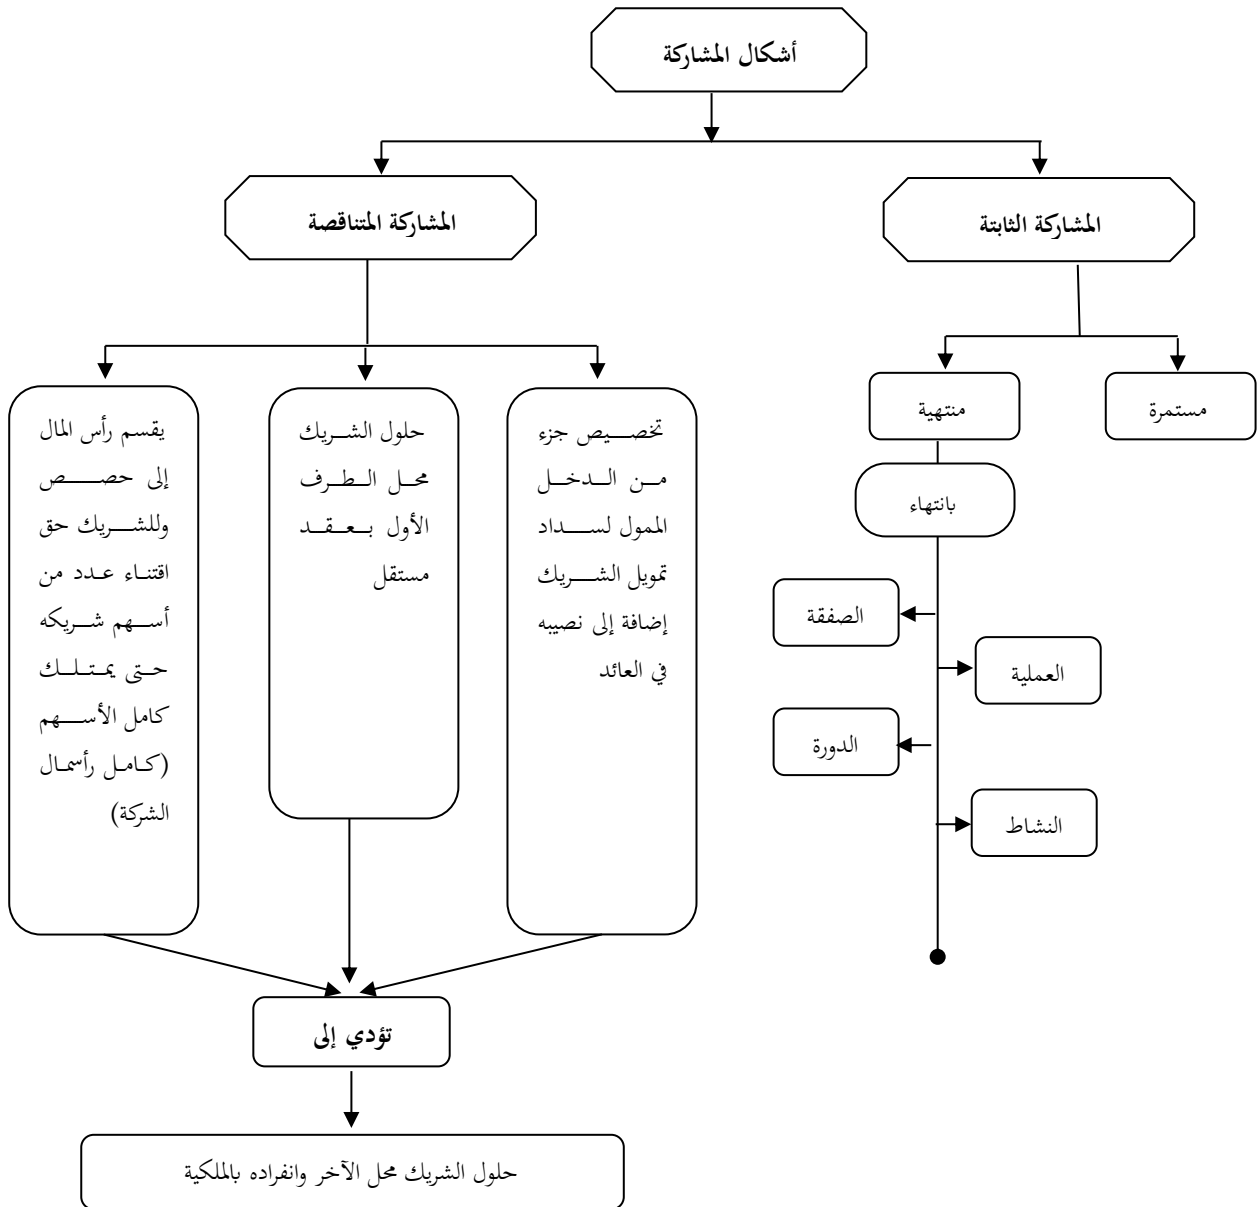 أشكال المشاركة
المشاركة الثابتة
المشاركة المتناقصة
مستمرة
منتهية
بانتهاء
الصفقة
العملية
الدورة
النشاط
تخصيص جزء
من الدخل
الممول لسداد
تمويل الشريك
إضافة إلى نصيبه
في العائد
حلول الشريك
محل الطرف
الأول بعقد
مستقل
يقسم رأس المال
إلى حصص
وللشريك حق
اقتناء عدد من
أسهم شريكه
حتى يمتلك
كامل الأسهم
(كامل رأسمال
الشركة)
تؤدي إلى
حلول الشريك محل الآخر وانفراده بالملكية